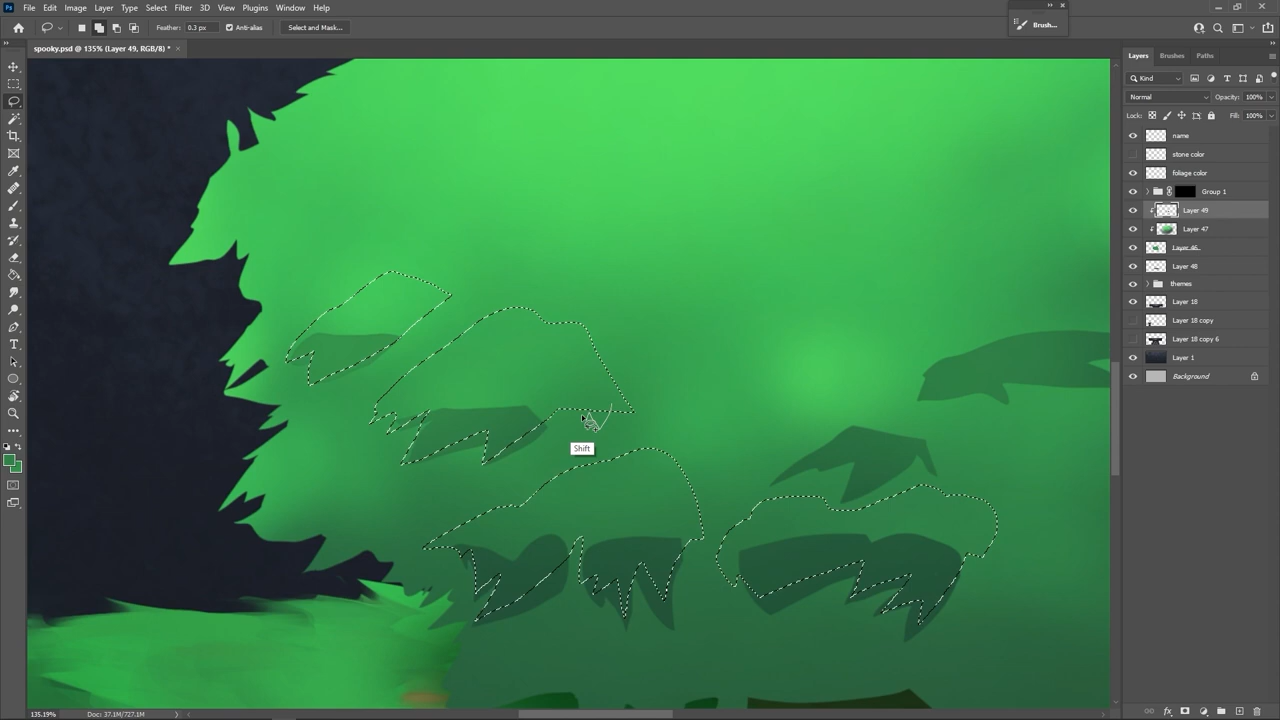 Ps File Edit Image Layer Type Select Filter 3D View Plugins Window Help
Feather: 0.3 px Anti-alias Select and Mask... Brush...
spooky.psd @ 135% (Layer 49, RGB/8) *
Layers Brushes Paths
Kind
Normal Opacity: 100%
Lock: Fill: 100%
name
stone color
foliage color
Group 1
Layer 49
Layer 47
Layer 46
Layer 48
themes
Layer 18
Layer 18 copy
Layer 18 copy 6
Layer 1
Background
Shift
135.19% Doc: 37.1M/727.1M